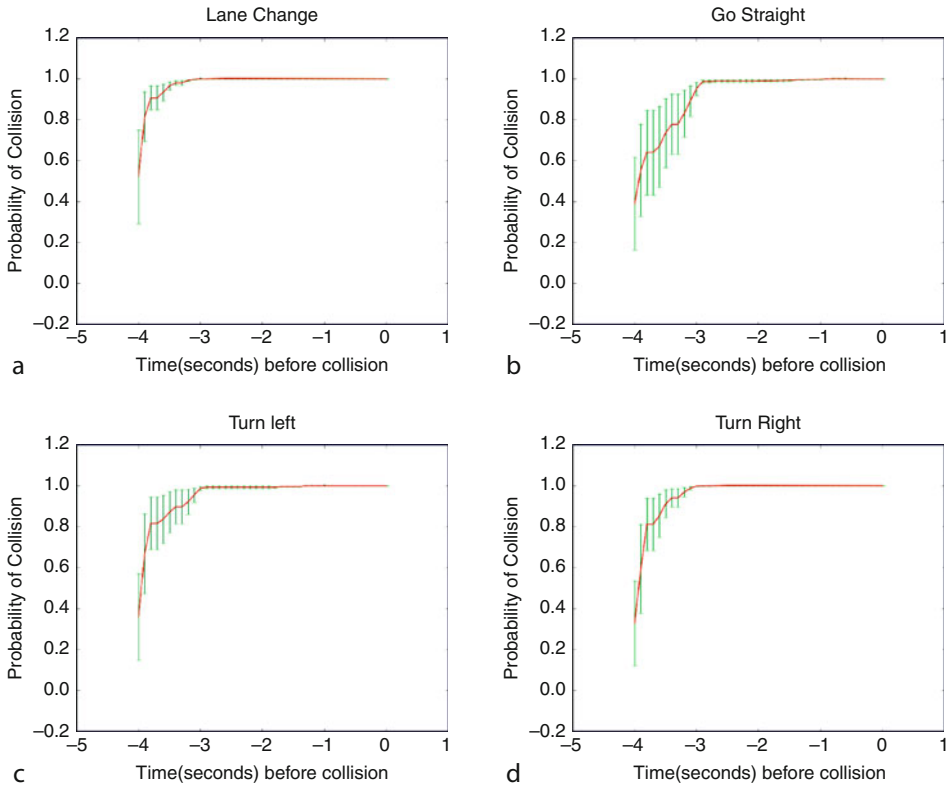 Lane Change
1.2
1.0
0.8
0.6
0.4
0.2
0.0
–0.2
Probability of Collision
–5 –4 –3 –2 –1 0 1
Time(seconds) before collision
a
Go Straight
1.2
1.0
0.8
0.6
0.4
0.2
0.0
–0.2
Probability of Collision
–5 –4 –3 –2 –1 0 1
Time(seconds) before collision
b
Turn left
1.2
1.0
0.8
0.6
0.4
0.2
0.0
–0.2
Probability of Collision
–5 –4 –3 –2 –1 0 1
Time(seconds) before collision
c
Turn Right
1.2
1.0
0.8
0.6
0.4
0.2
0.0
–0.2
Probability of Collision
–5 –4 –3 –2 –1 0 1
Time(seconds) before collision
d